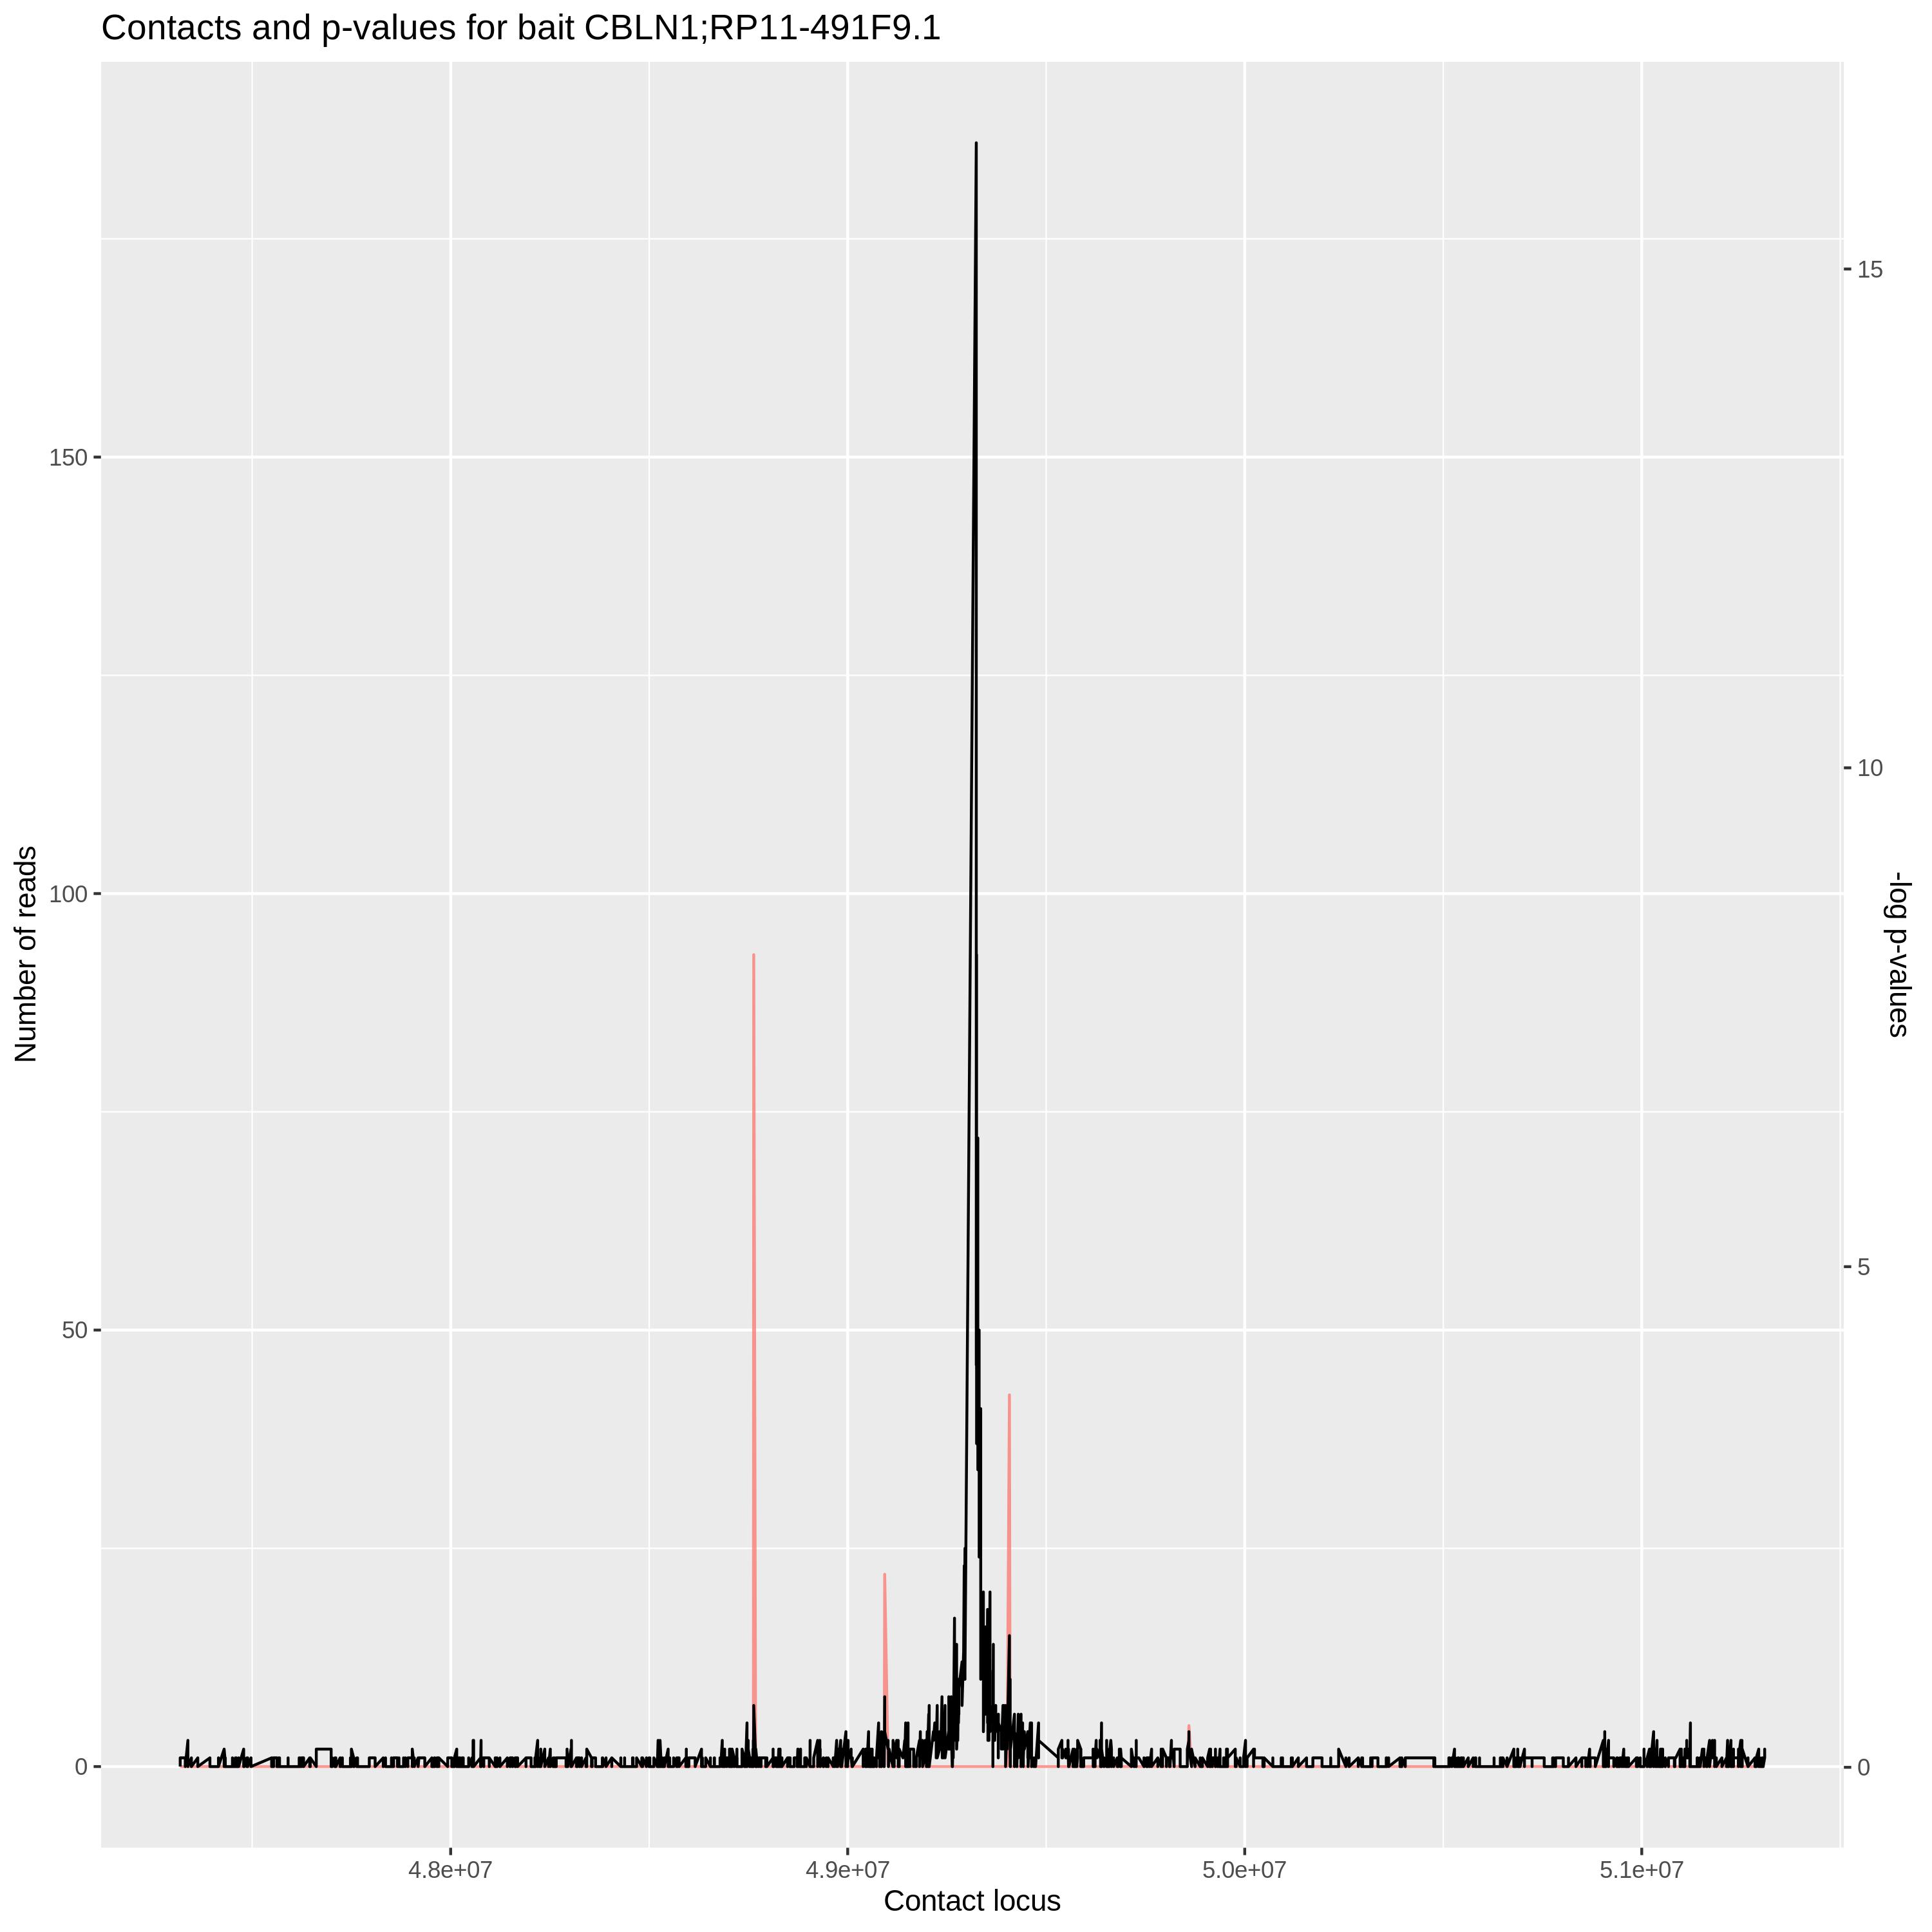 Contacts and p-values for bait CBLN1;RP11-491F9.1
150
100
50
0
Number of reads
15
10
5
0
-log p-values
4.8e+07 4.9e+07 5.0e+07 5.1e+07
Contact locus